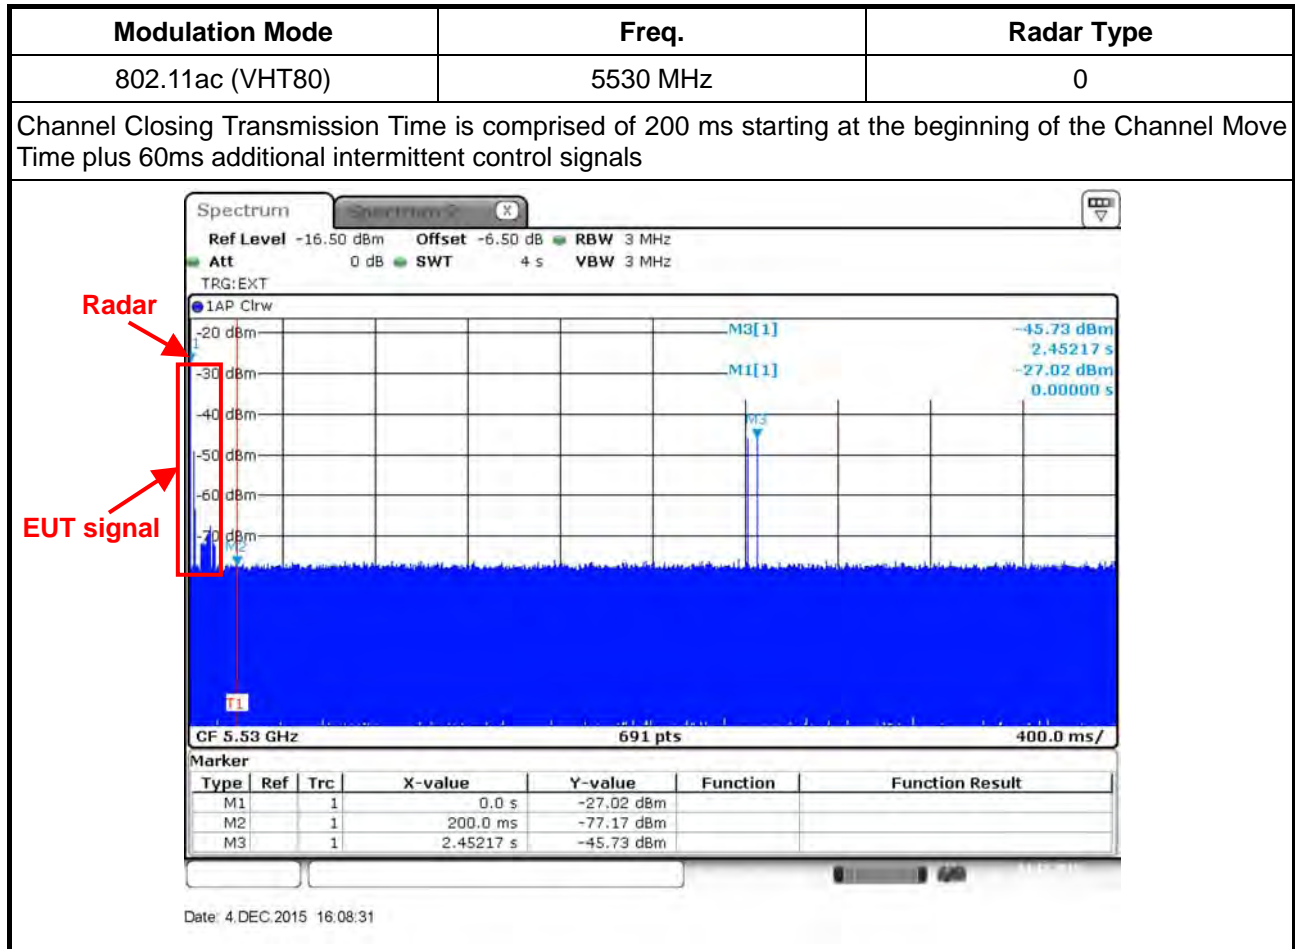 Modulation Mode Freq. Radar Type
802.11ac (VHT80) 5530 MHz 0
Channel Closing Transmission Time is comprised of 200 ms starting at the beginning of the Channel Move
Time plus 60ms additional intermittent control signals
Spectrum Spectrum 2 X
Ref Level -16.50 dBm Offset -6.50 dB RBW 3 MHz
Att 0 dB SWT 4 s VBW 3 MHz
TRG:EXT
1AP Clrw
Radar
EUT signal
-20 dBm
-30 dBm
-40 dBm
-50 dBm
-60 dBm
-70 dBm
M3[1] -45.73 dBm
2.45217 s
M1[1] -27.02 dBm
0.00000 s
1
M3
M2
T1
CF 5.53 GHz 691 pts 400.0 ms/
Marker
Type Ref Trc X-value Y-value Function Function Result
M1 1 0.0 s -27.02 dBm
M2 1 200.0 ms -77.17 dBm
M3 1 2.45217 s -45.73 dBm
Date: 4.DEC.2015 16:08:31